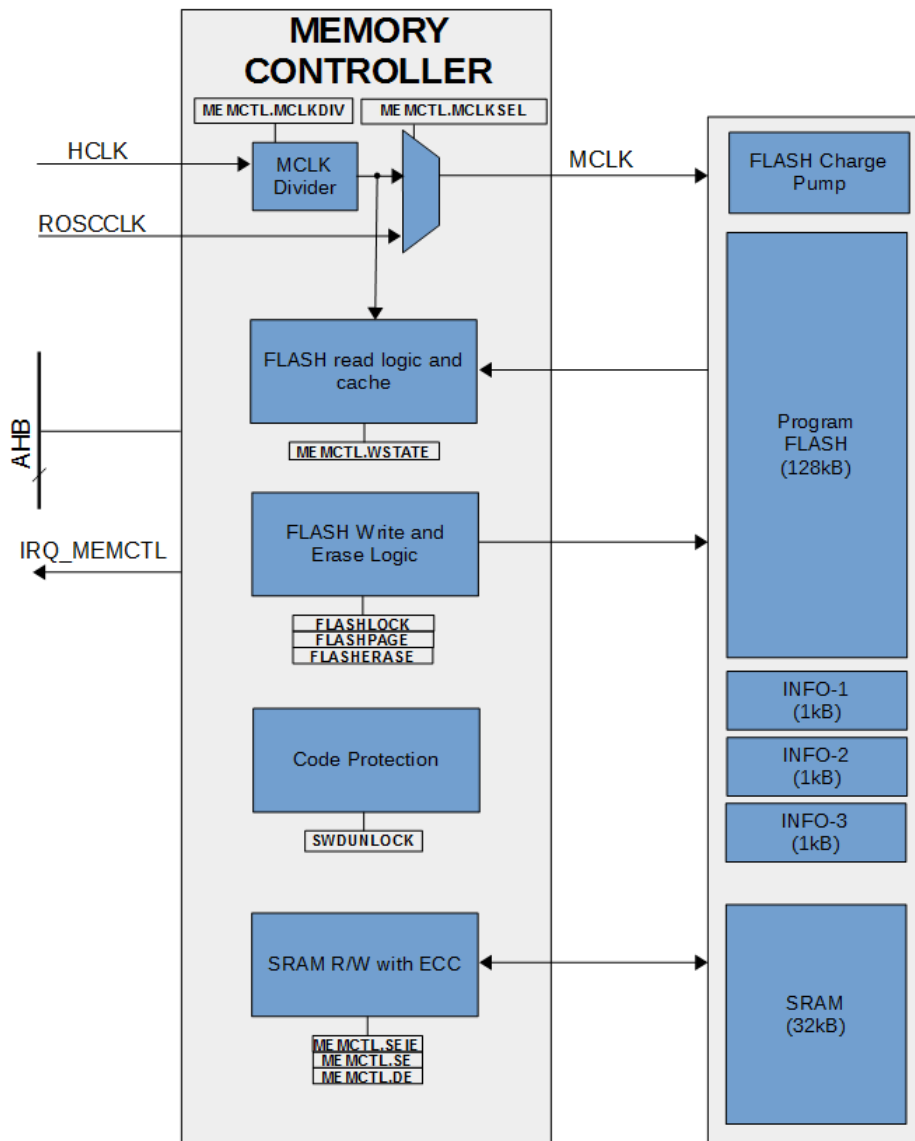 MEMORY
CONTROLLER
MEMCTL.MCLKDIV
MEMCTL.MCLKSEL
HCLK
MCLK
Divider
MCLK
FLASH Charge
Pump
ROSCCLK
FLASH read logic and
cache
MEMCTL.WSTATE
AHB
Program
FLASH
(128kB)
FLASH Write and
Erase Logic
IRQ_MEMCTL
FLASHLOCK
FLASHPAGE
FLASHERASE
INFO-1
(1kB)
Code Protection
INFO-2
(1kB)
SWDUNLOCK
INFO-3
(1kB)
SRAM R/W with ECC
SRAM
(32kB)
MEMCTL.SEIE
MEMCTL.SE
MEMCTL.DE